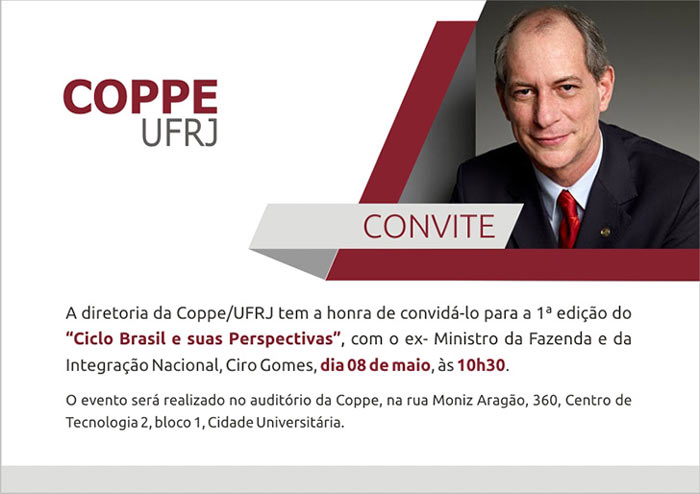 COPPE
UFRJ
CONVITE
A diretoria da Coppe/UFRJ tem a honra de convidá-lo para a 1ª edição do
“Ciclo Brasil e suas Perspectivas”, com o ex- Ministro da Fazenda e da
Integração Nacional, Ciro Gomes, dia 08 de maio, às 10h30.
O evento será realizado no auditório da Coppe, na rua Moniz Aragão, 360, Centro de
Tecnologia 2, bloco 1, Cidade Universitária.